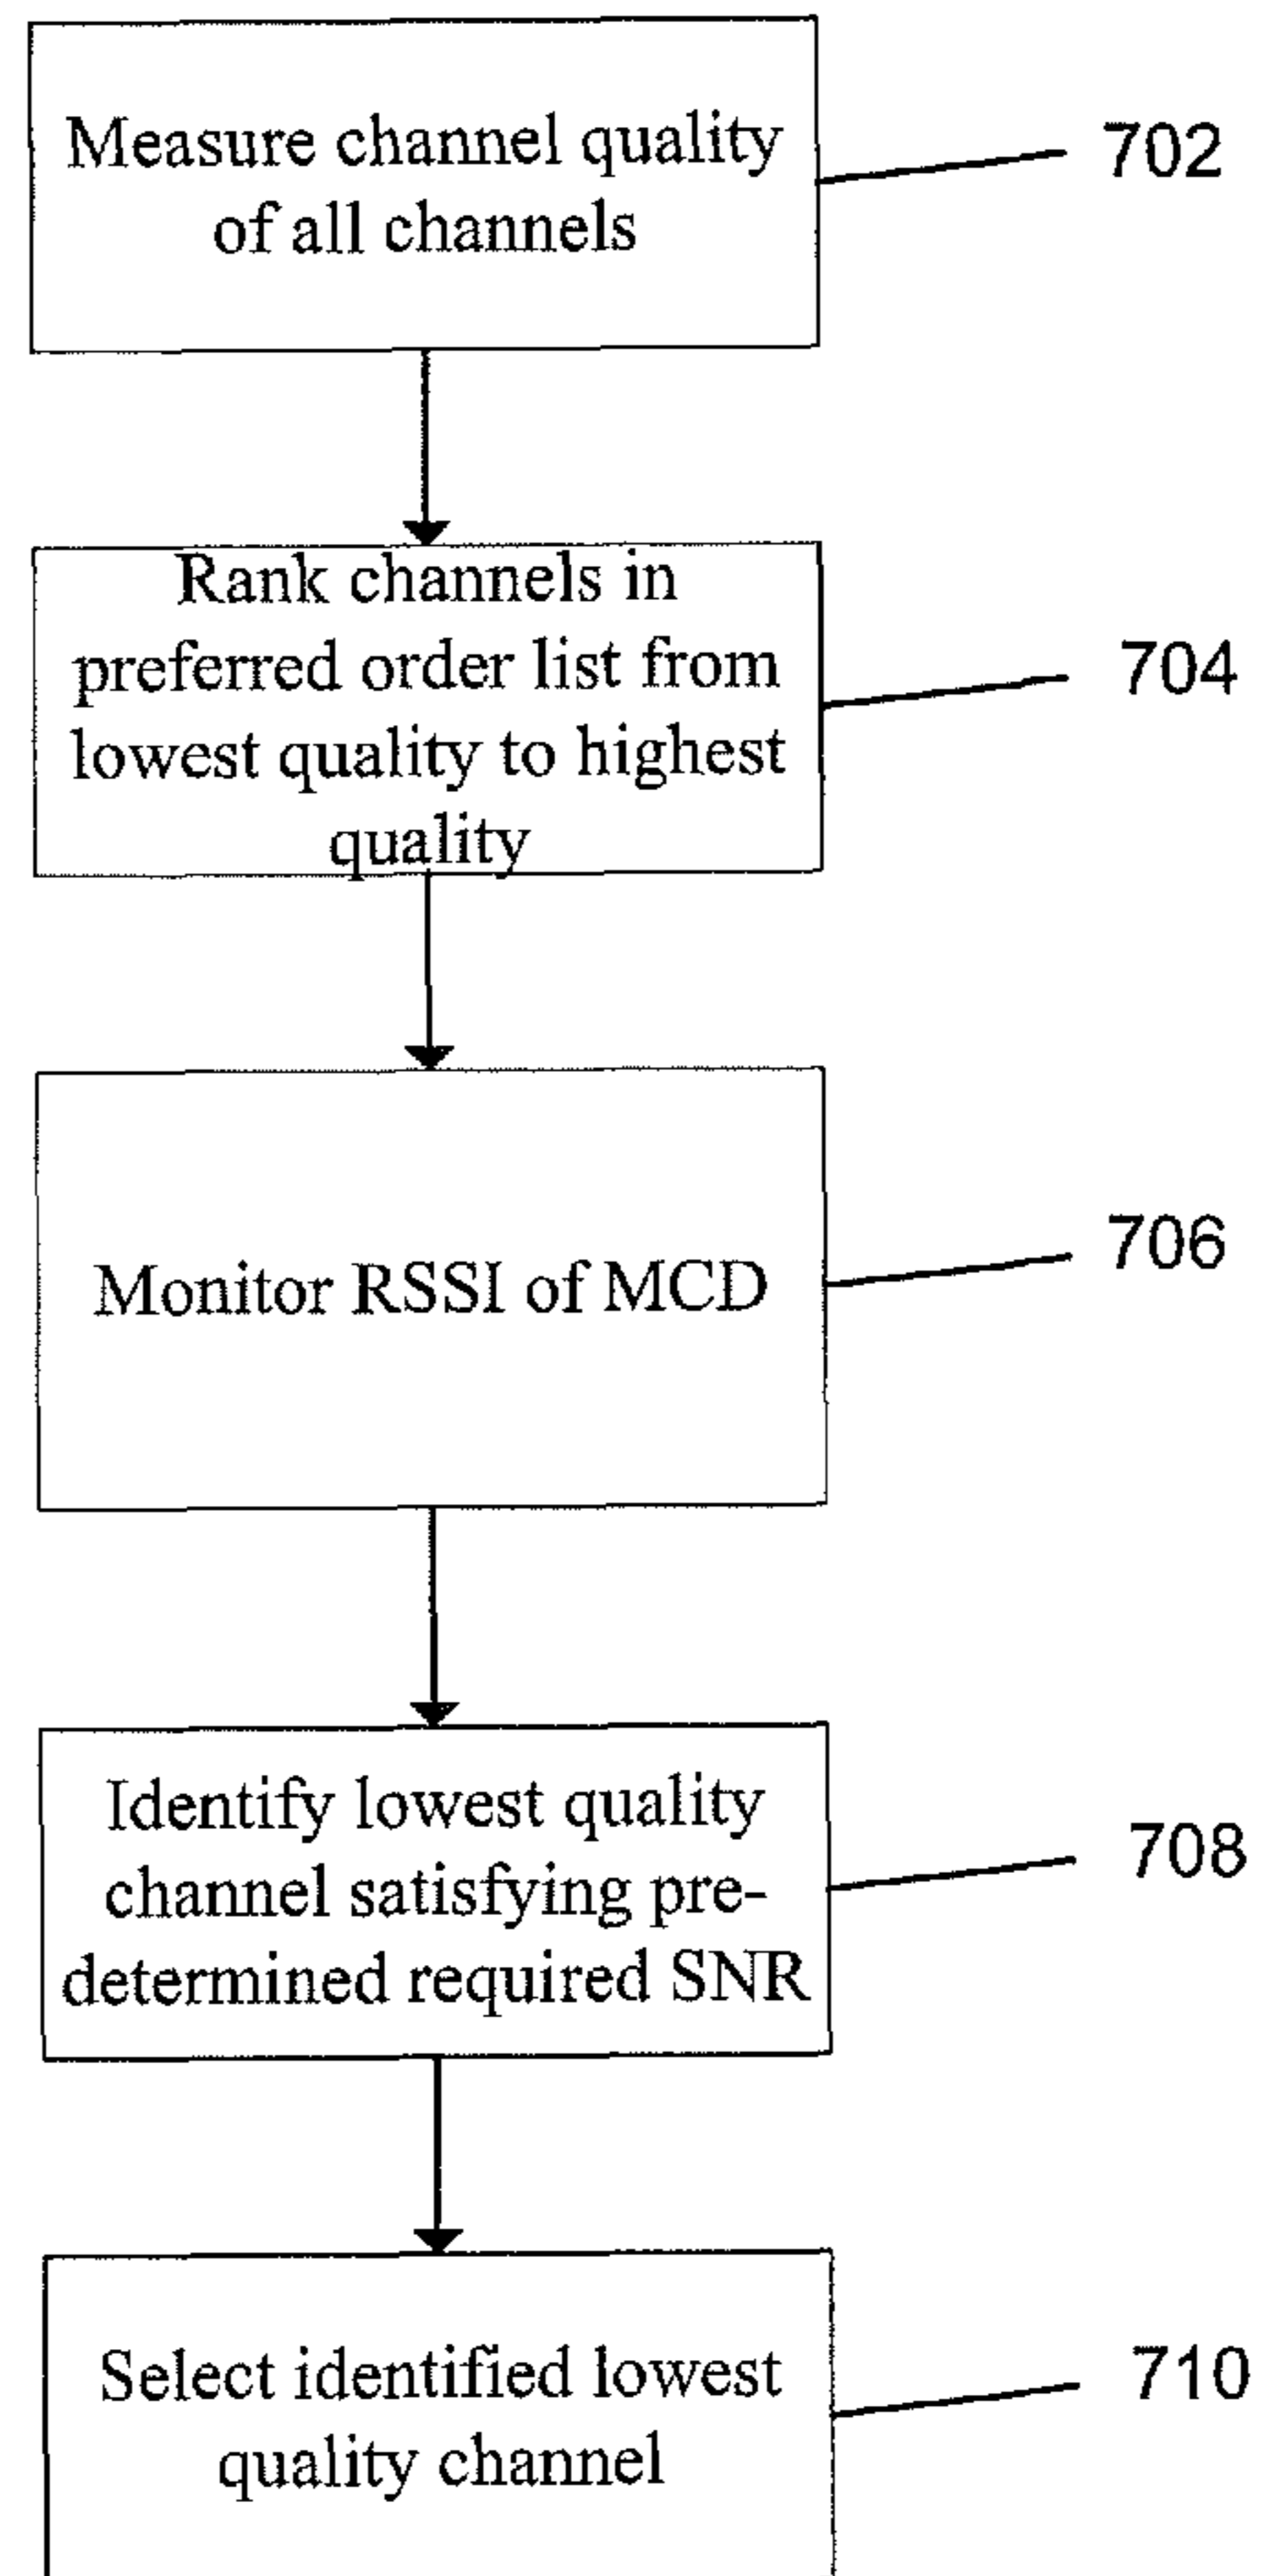 Measure channel quality
of all channels
702
Rank channels in
preferred order list from
lowest quality to highest
quality
704
Monitor RSSI of MCD
706
Identify lowest quality
channel satisfying pre-
determined required SNR
708
Select identified lowest
quality channel
710